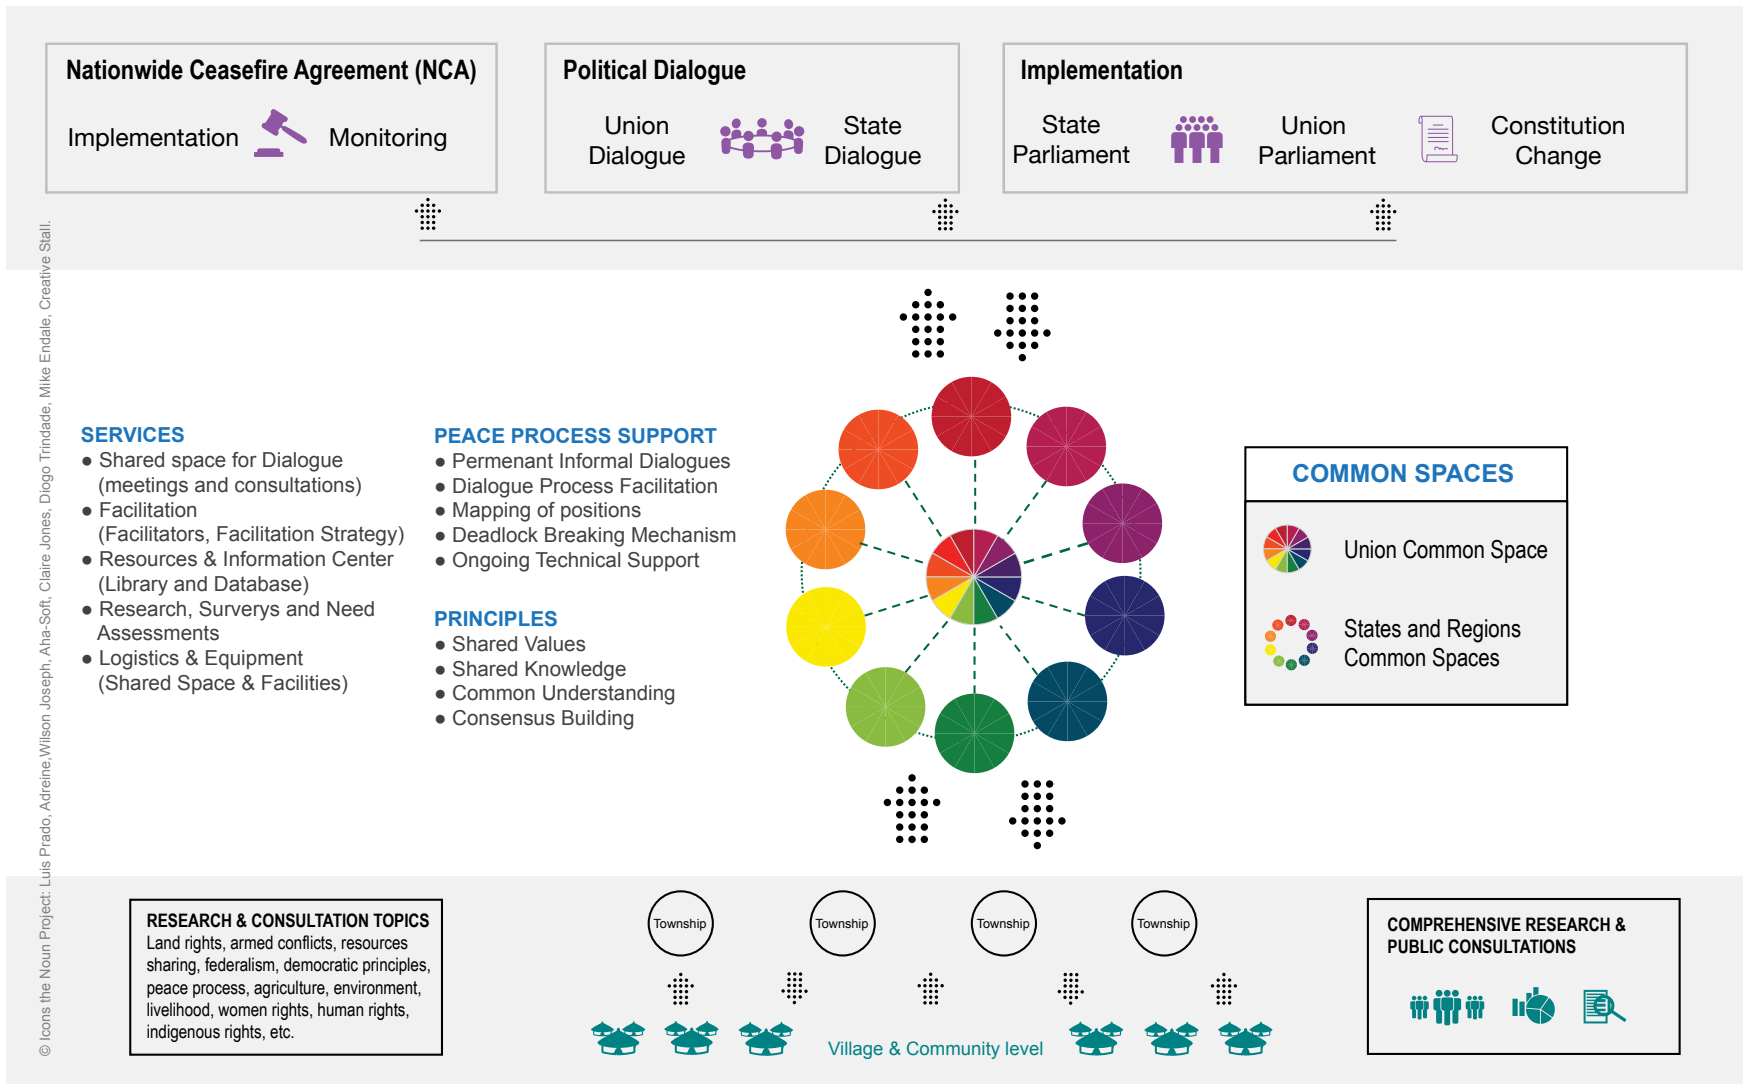 Nationwide Ceasefire Agreement (NCA)
Implementation
Monitoring
Political Dialogue
Union
Dialogue
State
Dialogue
Implementation
State
Parliament
Union
Parliament
Constitution
Change
© Icons the Noun Project: Luis Prado, Adreine,Wilson Joseph, Aha-Soft, Claire Jones, Diogo Trindade, Mike Endale, Creative Stall.
SERVICES
● Shared space for Dialogue
(meetings and consultations)
● Facilitation
(Facilitators, Facilitation Strategy)
● Resources & Information Center
(Library and Database)
● Research, Surverys and Need
Assessments
● Logistics & Equipment
(Shared Space & Facilities)
PEACE PROCESS SUPPORT
● Permenant Informal Dialogues
● Dialogue Process Facilitation
● Mapping of positions
● Deadlock Breaking Mechanism
● Ongoing Technical Support
PRINCIPLES
● Shared Values
● Shared Knowledge
● Common Understanding
● Consensus Building
COMMON SPACES
Union Common Space
States and Regions
Common Spaces
RESEARCH & CONSULTATION TOPICS
Land rights, armed conflicts, resources
sharing, federalism, democratic principles,
peace process, agriculture, environment,
livelihood, women rights, human rights,
indigenous rights, etc.
Township
Township
Township
Township
Village & Community level
COMPREHENSIVE RESEARCH &
PUBLIC CONSULTATIONS